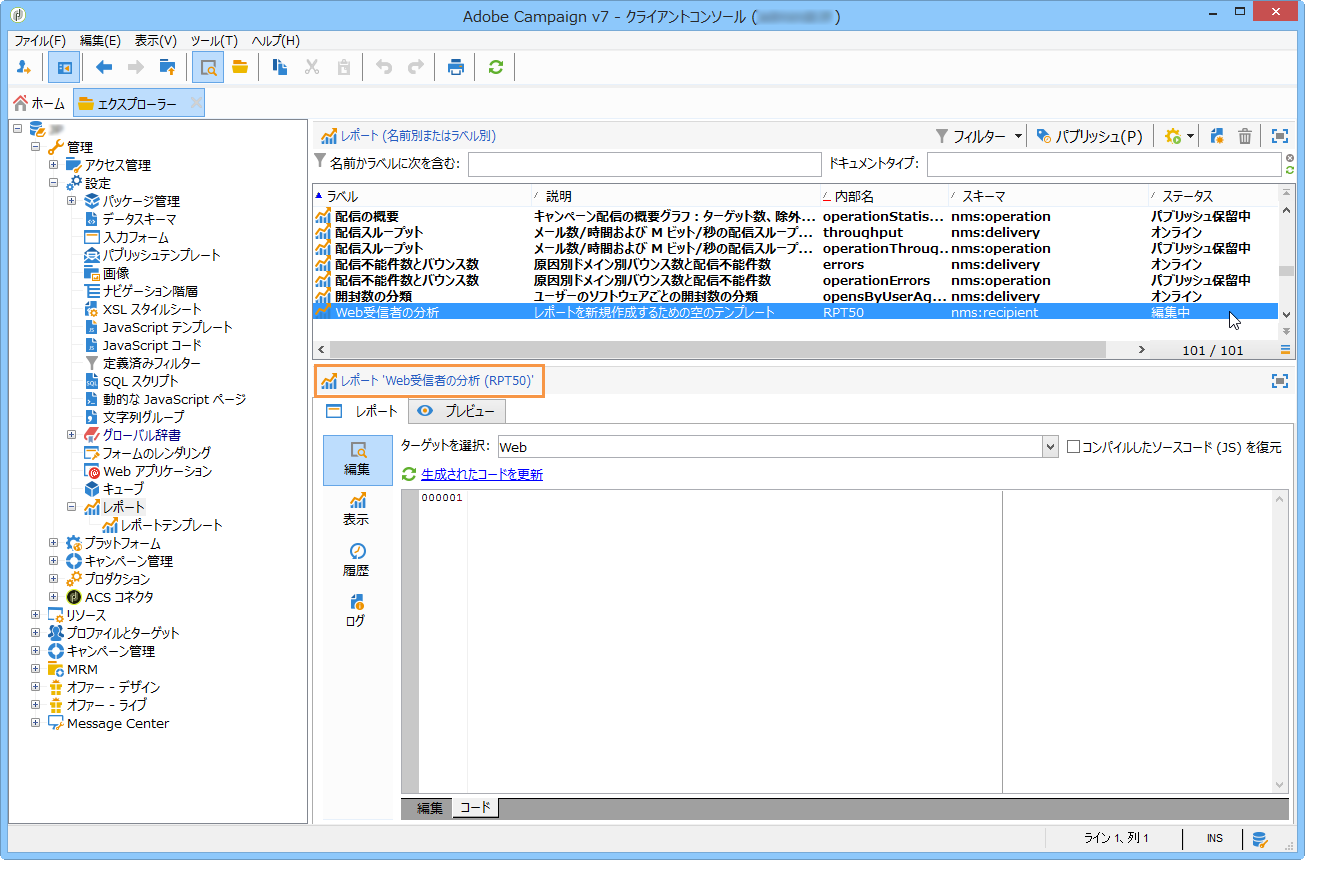 Adobe Campaign v7 - クライアントコンソール ( )
ファイル(F) 編集(E) 表示(V) ツール(T) ヘルプ(H)
ホーム エクスプローラー
管理
アクセス管理
設定
パッケージ管理
データスキーマ
入力フォーム
パブリッシュテンプレート
画像
ナビゲーション階層
XSL スタイルシート
JavaScript テンプレート
JavaScript コード
定義済みフィルター
SQL スクリプト
動的な JavaScript ページ
文字列グループ
グローバル辞書
フォームのレンダリング
Web アプリケーション
キューブ
レポート
レポートテンプレート
プラットフォーム
キャンペーン管理
プロダクション
ACS コネクタ
リソース
プロファイルとターゲット
キャンペーン管理
MRM
オファー - デザイン
オファー - ライブ
Message Center
レポート (名前別またはラベル別) フィルター パブリッシュ(P)
名前かラベルに次を含む: ドキュメントタイプ:
ラベル 説明 内部名 スキーマ ステータス
配信の概要 キャンペーン配信の概要グラフ：ターゲット数、除外... operationStatis... nms:operation パブリッシュ保留中
配信スループット メール数/時間および M ビット/秒の配信スループ... throughput nms:delivery オンライン
配信スループット メール数/時間および M ビット/秒の配信スループ... operationThroug... nms:operation パブリッシュ保留中
配信不能件数とバウンス数 原因別ドメイン別バウンス数と配信不能件数 errors nms:delivery オンライン
配信不能件数とバウンス数 原因別ドメイン別バウンス数と配信不能件数 operationErrors nms:operation パブリッシュ保留中
開封数の分類 ユーザーのソフトウェアごとの開封数の分類 opensByUserAg... nms:delivery オンライン
Web受信者の分析 レポートを新規作成するための空のテンプレート RPT50 nms:recipient 編集中
101 / 101
レポート 'Web受信者の分析 (RPT50)'
レポート プレビュー
編集
表示
履歴
ログ
ターゲットを選択: Web コンパイルしたソースコード (JS) を復元
生成されたコードを更新
000001
編集 コード
ライン 1、列 1 INS